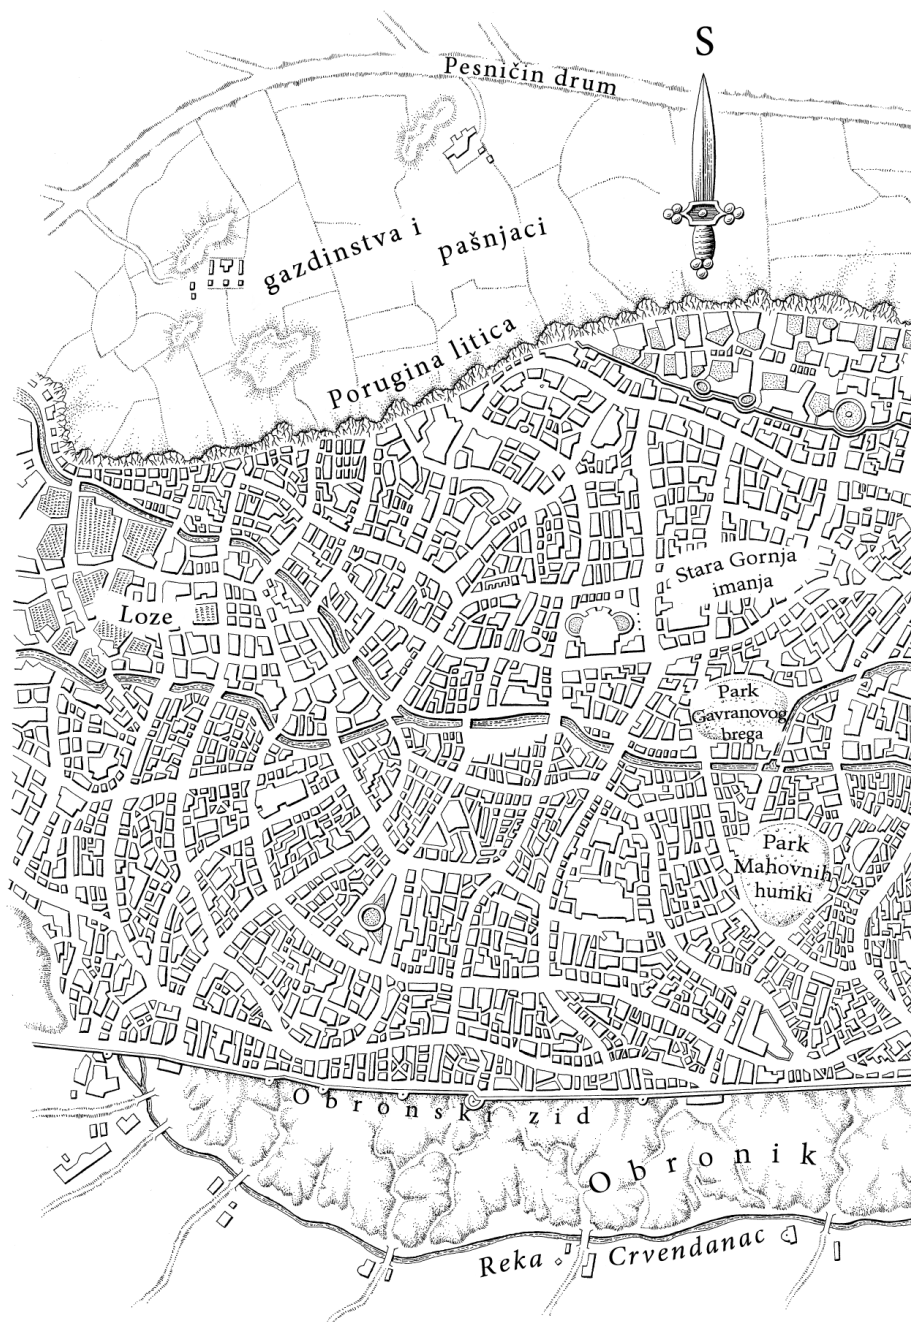 S
Pesničin drum
gazdinstva i pašnjaci
Porugina litica
Stara Gornja
imanja
Loze
Park
Gavranovog
brega
Park
Mahovnih
humki
Obronski zid
Obronik
Reka Crvendanac